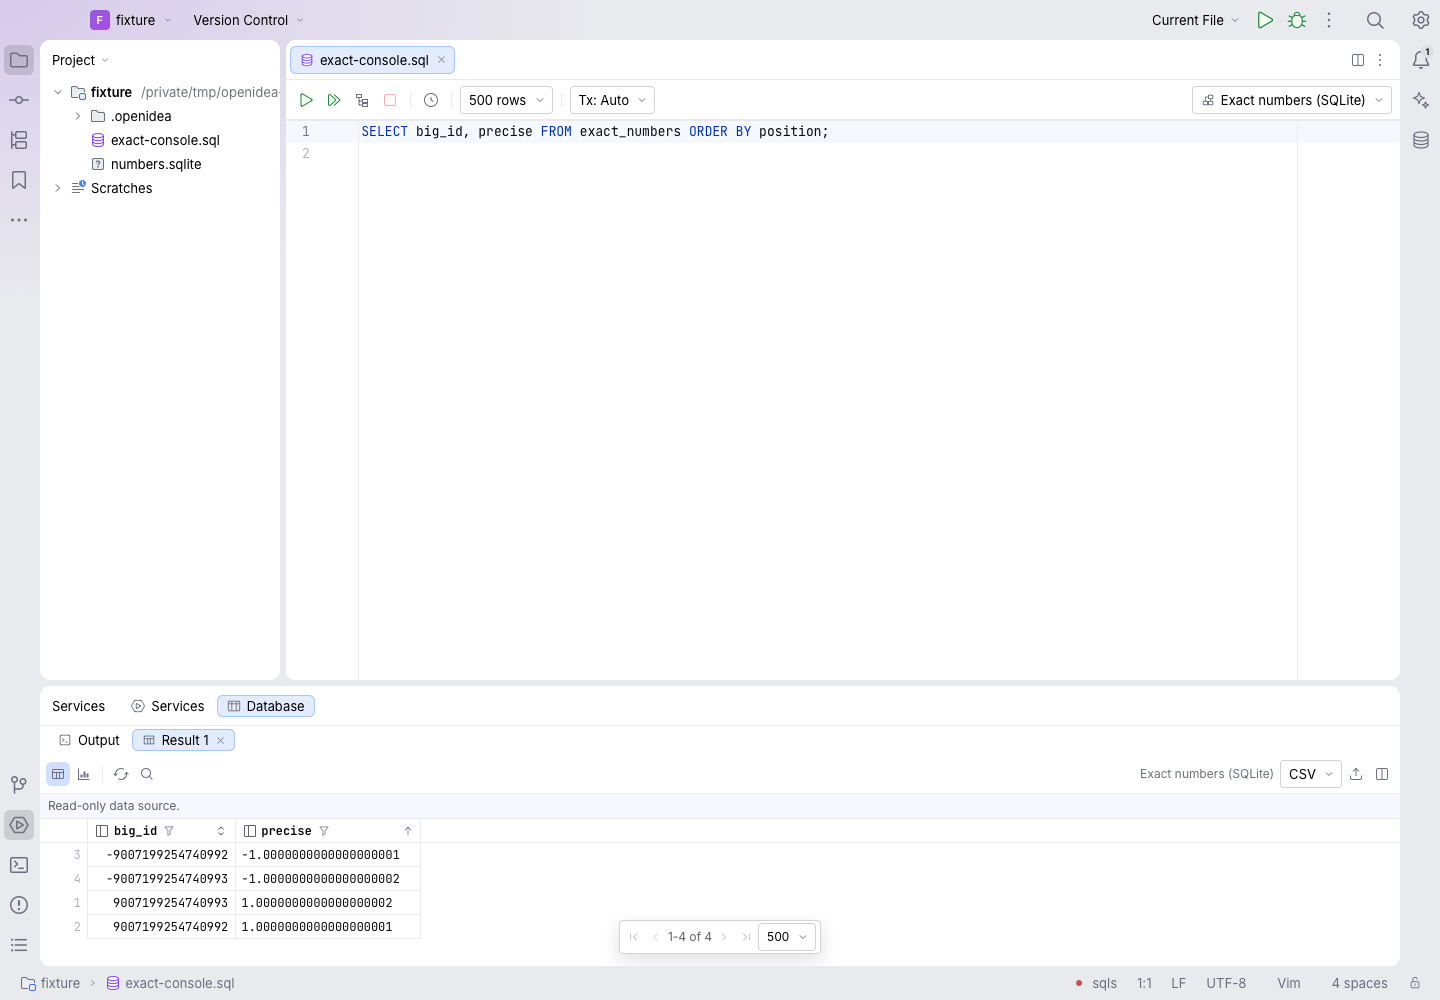 F fixture Version Control Current File
Project
exact-console.sql
fixture /private/tmp/openidea-
.openidea
exact-console.sql
numbers.sqlite
Scratches
500 rows Tx: Auto Exact numbers (SQLite)
1 SELECT big_id, precise FROM exact_numbers ORDER BY position;
2
1
Services Services Database
Output Result 1
Exact numbers (SQLite) CSV
Read-only data source.
big_id precise
3 -9007199254740992 -1.0000000000000000001
4 -9007199254740993 -1.0000000000000000002
1 9007199254740993 1.0000000000000000002
2 9007199254740992 1.0000000000000000001
1-4 of 4 500
fixture exact-console.sql sqls 1:1 LF UTF-8 Vim 4 spaces